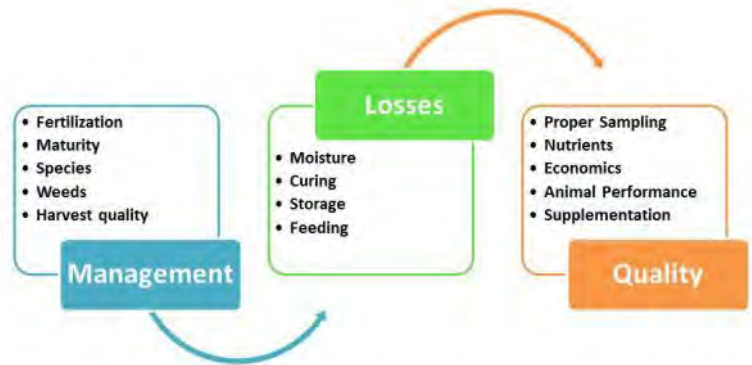 • Fertilization
• Maturity
• Species
• Weeds
• Harvest quality
Management
Losses
• Moisture
• Curing
• Storage
• Feeding
• Proper Sampling
• Nutrients
• Economics
• Animal Performance
• Supplementation
Quality